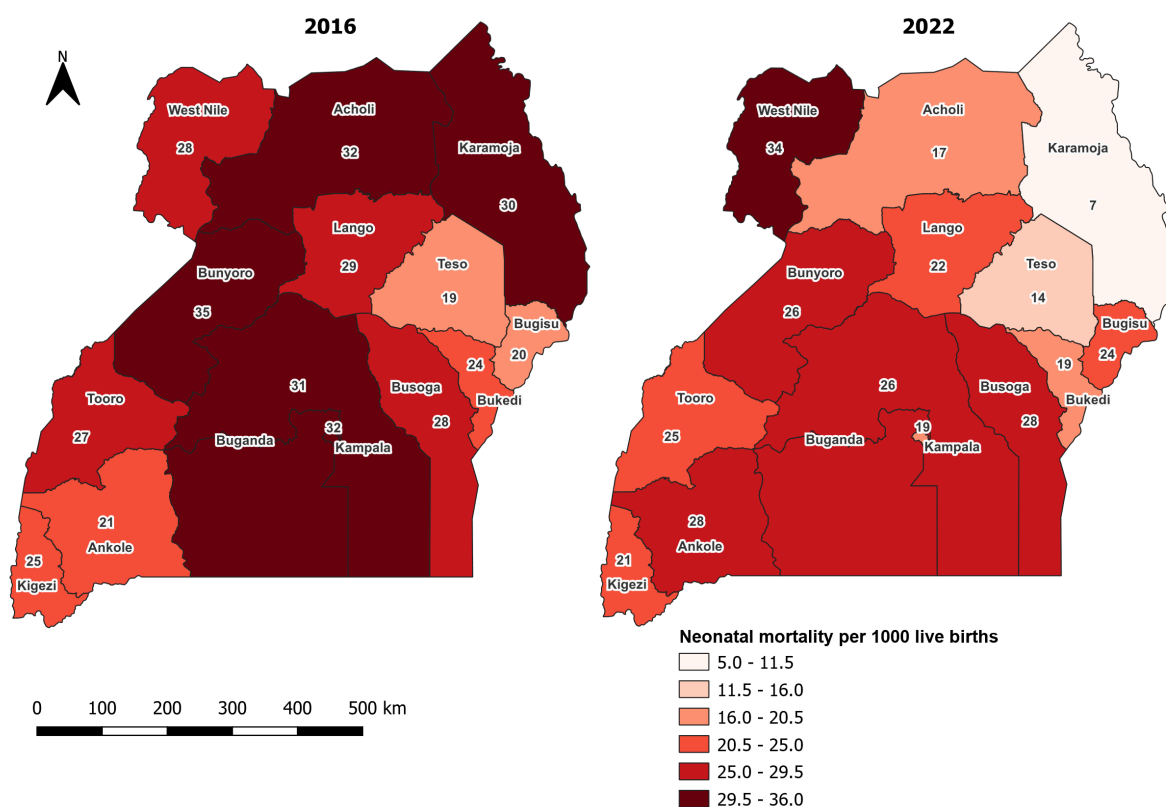 2016
N
West Nile
28
Acholi
32
Karamoja
30
Lango
29
Teso
19
Bunyoro
35
Bugisu
20
24
Bukedi
31
Busoga
28
Tooro
27
Buganda
32
Kampala
21
Ankole
25
Kigezi
2022
West Nile
34
Acholi
17
Karamoja
7
Lango
22
Teso
14
Bunyoro
26
Bugisu
24
19
Bukedi
26
Busoga
28
Tooro
25
Buganda
19
Kampala
28
Ankole
21
Kigezi
0 100 200 300 400 500 km
Neonatal mortality per 1000 live births
5.0 - 11.5
11.5 - 16.0
16.0 - 20.5
20.5 - 25.0
25.0 - 29.5
29.5 - 36.0